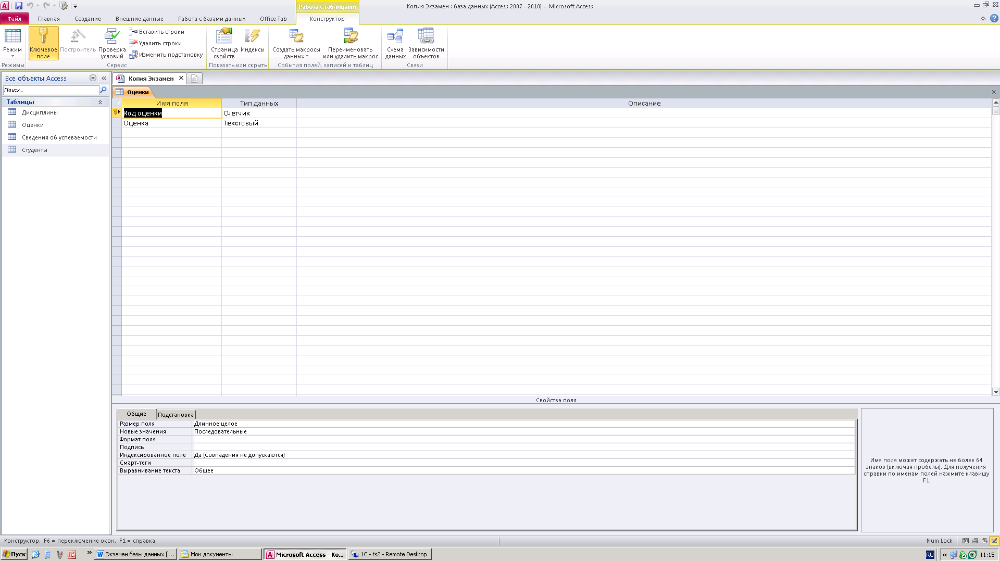 Работа с таблицами
Копия Экзамен : база данных (Access 2007 - 2010) - Microsoft Access
Файл Главная Создание Внешние данные Работа с базами данных Office Tab Конструктор
Режим
Ключевое поле
Построитель
Проверка условий
Вставить строки
Удалить строки
Изменить подстановку
Страница свойств
Индексы
Создать макросы данных
Переименовать или удалить макрос
Схема данных
Зависимости объектов
Режимы Сервис Показать или скрыть События полей, записей и таблиц Связи
Все объекты Access
Поиск...
Таблицы
Дисциплины
Оценки
Сведения об успеваемости
Студенты
Копия Экзамен
Оценки
Имя поля Тип данных Описание
Код оценки Счетчик
Оценка Текстовый
Свойства поля
Общие Подстановка
Размер поля Длинное целое
Новые значения Последовательные
Формат поля
Подпись
Индексированное поле Да (Совпадения не допускаются)
Смарт-теги
Выравнивание текста Общее
Имя поля может содержать не более 64
знаков (включая пробелы). Для получения
справки по именам полей нажмите клавишу
F1.
Конструктор. F6 = переключение окон. F1 = справка.
Num Lock
Пуск
Экзамен базы данных [...
Мои документы
Microsoft Access - Ko...
1C - ts2 - Remote Desktop
RU
11:15